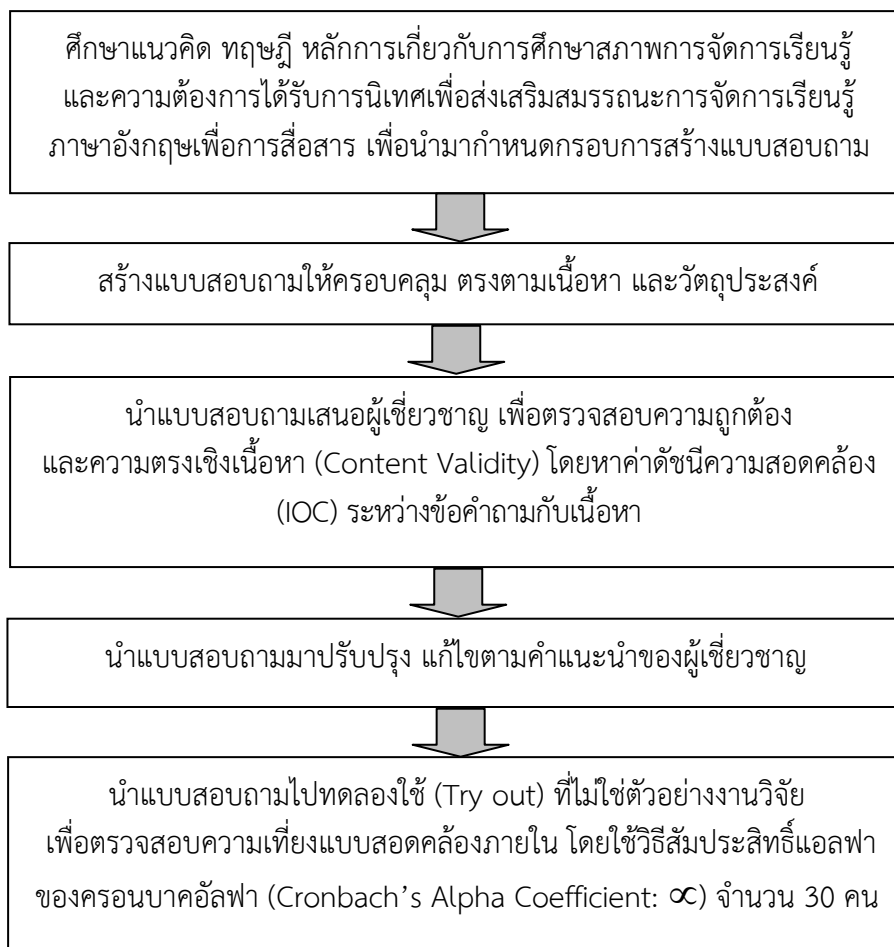 ศึกษาแนวคิด ทฤษฎี หลักการเกี่ยวกับการศึกษาสภาพการจัดการเรียนรู้
และความต้องการได้รับการนิเทศเพื่อส่งเสริมสมรรถนะการจัดการเรียนรู้
ภาษาอังกฤษเพื่อการสื่อสาร เพื่อนำมากำหนดกรอบการสร้างแบบสอบถาม
สร้างแบบสอบถามให้ครอบคลุม ตรงตามเนื้อหา และวัตถุประสงค์
นำแบบสอบถามเสนอผู้เชี่ยวชาญ เพื่อตรวจสอบความถูกต้อง
และความตรงเชิงเนื้อหา (Content Validity) โดยหาค่าดัชนีความสอดคล้อง
(IOC) ระหว่างข้อคำถามกับเนื้อหา
นำแบบสอบถามมาปรับปรุง แก้ไขตามคำแนะนำของผู้เชี่ยวชาญ
นำแบบสอบถามไปทดลองใช้ (Try out) ที่ไม่ใช่ตัวอย่างงานวิจัย
เพื่อตรวจสอบความเที่ยงแบบสอดคล้องภายใน โดยใช้วิธีสัมประสิทธิ์แอลฟา
ของครอนบาคอัลฟา (Cronbach’s Alpha Coefficient: ∝) จำนวน 30 คน